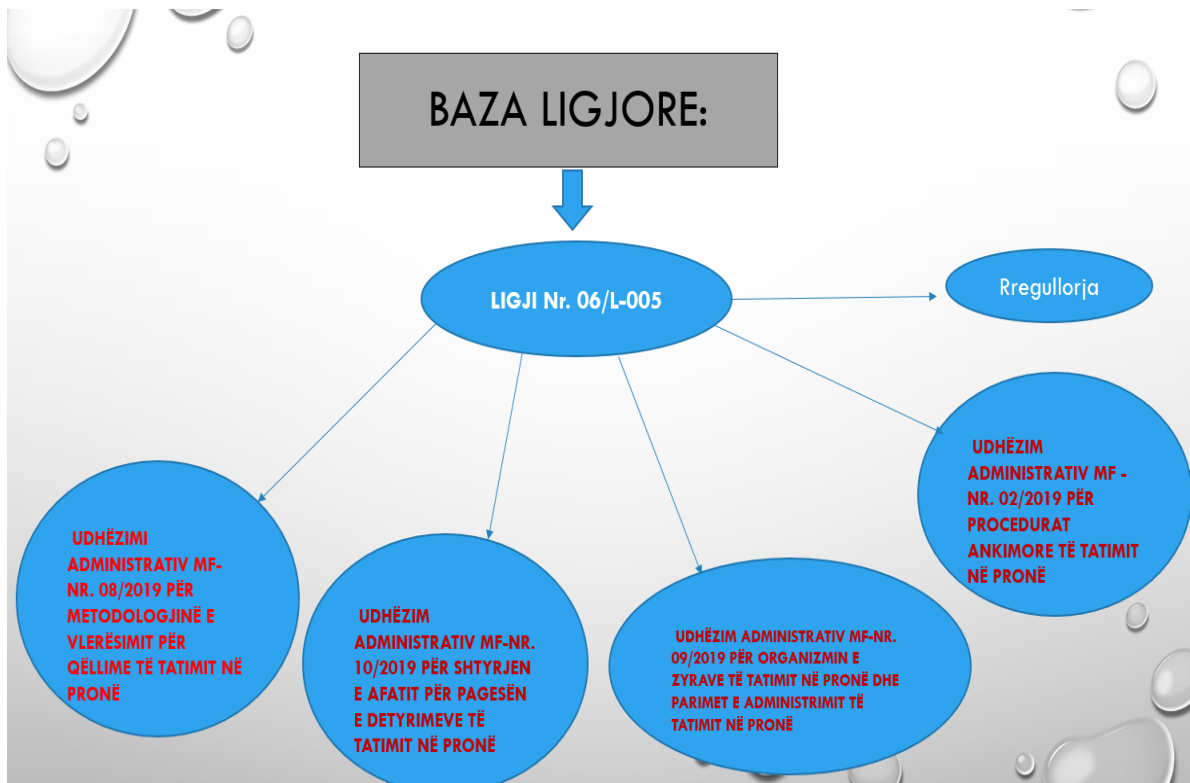 BAZA LIGJORE:
LIGJI Nr. 06/L-005
Rregullorja
UDHËZIMI
ADMINISTRATIV MF-
NR. 08/2019 PËR
METODOLOGJINË E
VLERËSIMIT PËR
QËLLIME TË TATIMIT NË
PRONË
UDHËZIM
ADMINISTRATIV MF-NR.
10/2019 PËR SHTYRJEN
E AFATIT PËR PAGESËN
E DETYRIMEVE TË
TATIMIT NË PRONË
UDHËZIM ADMINISTRATIV MF-NR.
09/2019 PËR ORGANIZMIN E
ZYRAVE TË TATIMIT NË PRONË DHE
PARIMET E ADMINISTRIMIT TË
TATIMIT NË PRONË
UDHËZIM
ADMINISTRATIV MF -
NR. 02/2019 PËR
PROCEDURAT
ANKIMORE TË TATIMIT
NË PRONË